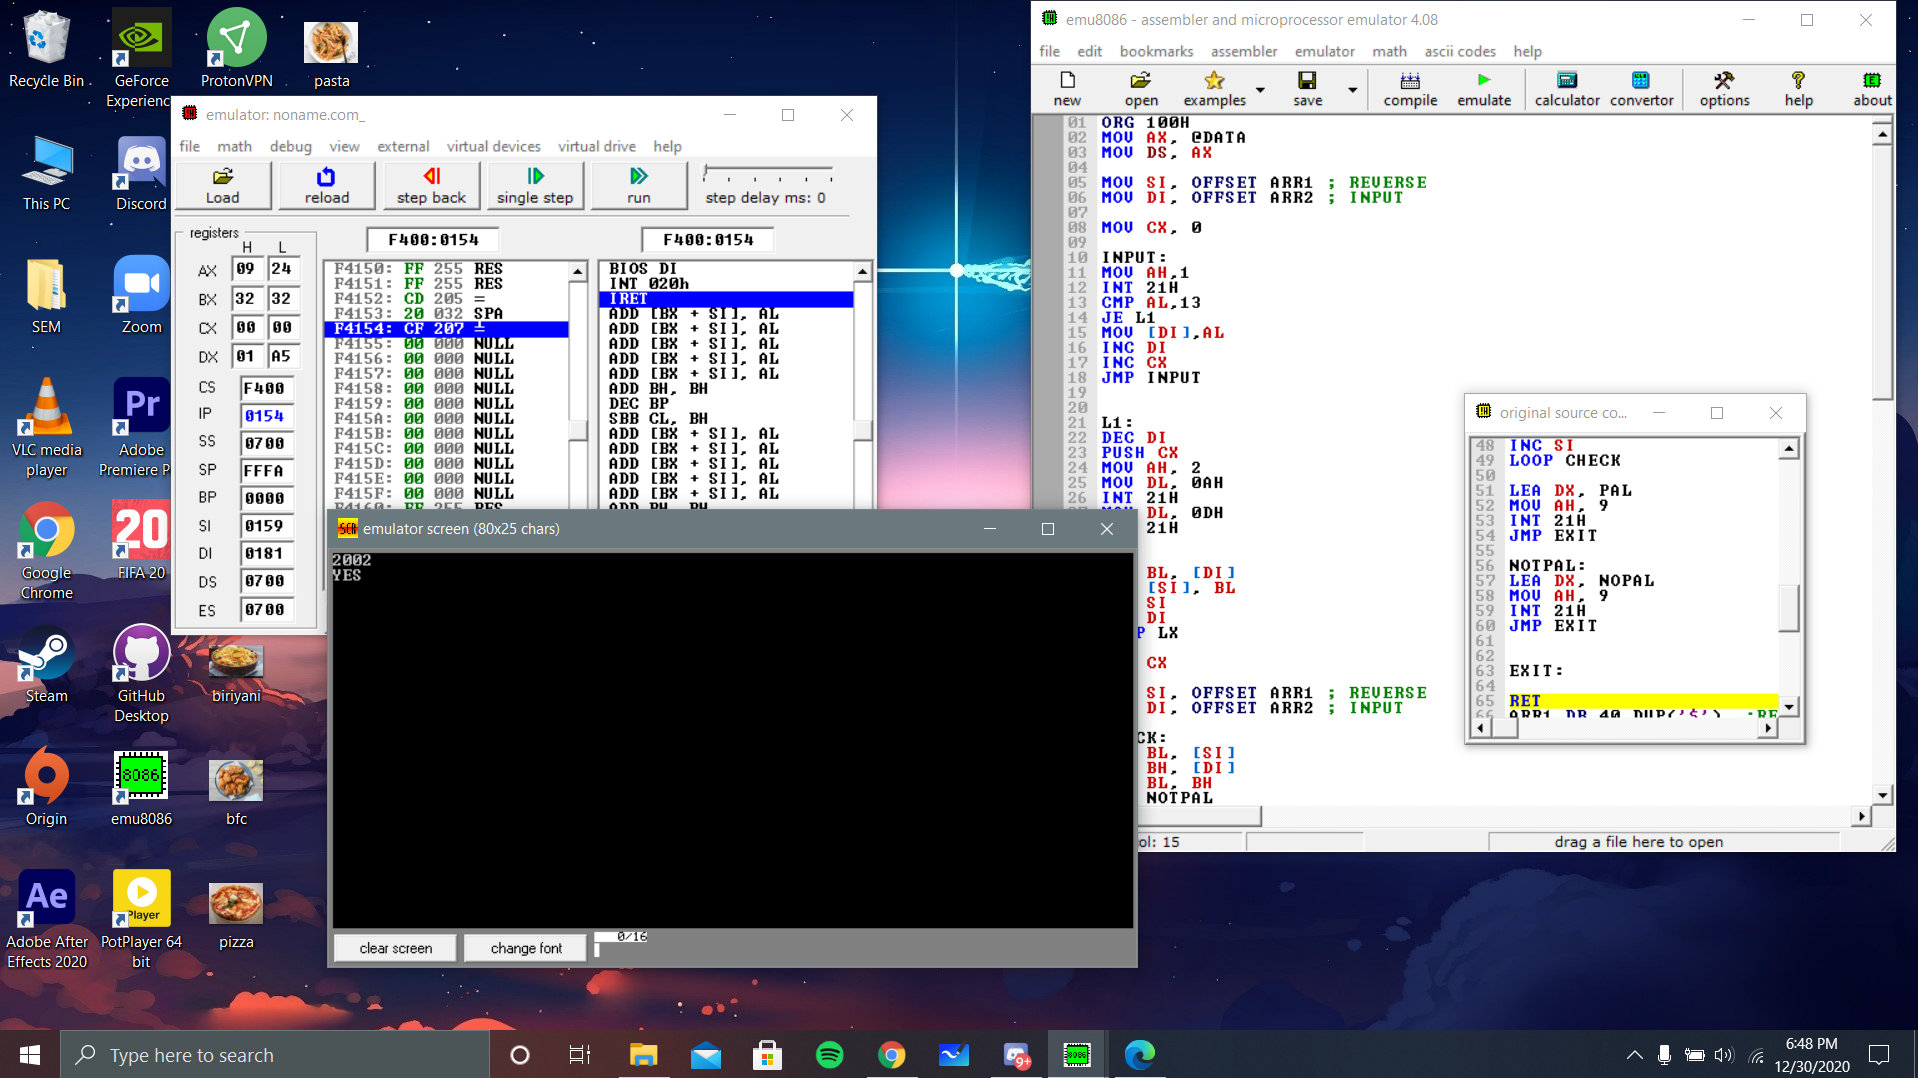 Recycle Bin
GeForce Experienc
ProtonVPN
pasta
This PC
Discord
SEM
Zoom
VLC media player
Adobe Premiere P
Pr
Google Chrome
20
FIFA 20
Steam
GitHub Desktop
biriyani
Origin
8086
emu8086
bfc
Ae
Adobe After Effects 2020
Player
PotPlayer 64 bit
pizza
emulator: noname.com_
file math debug view external virtual devices virtual drive help
Load reload step back single step run step delay ms: 0
registers
H L
AX 09 24
BX 32 32
CX 00 00
DX 01 A5
CS F400
IP 0154
SS 0700
SP FFFA
BP 0000
SI 0159
DI 0181
DS 0700
ES 0700
F400:0154
F4150: FF 255 RES
F4151: FF 255 RES
F4152: CD 205 =
F4153: 20 032 SPA
F4154: CF 207 ╧
F4155: 00 000 NULL
F4156: 00 000 NULL
F4157: 00 000 NULL
F4158: 00 000 NULL
F4159: 00 000 NULL
F415A: 00 000 NULL
F415B: 00 000 NULL
F415C: 00 000 NULL
F415D: 00 000 NULL
F415E: 00 000 NULL
F415F: 00 000 NULL
F4160: FF 255 RES
F400:0154
BIOS DI
INT 020h
IRET
ADD [BX + SI], AL
ADD [BX + SI], AL
ADD [BX + SI], AL
ADD [BX + SI], AL
ADD [BX + SI], AL
ADD BH, BH
DEC BP
SBB CL, BH
ADD [BX + SI], AL
ADD [BX + SI], AL
ADD [BX + SI], AL
ADD [BX + SI], AL
ADD [BX + SI], AL
ADD BH, BH
SCR
emulator screen (80x25 chars)
2002
YES
clear screen change font 0/16
emu8086 - assembler and microprocessor emulator 4.08
file edit bookmarks assembler emulator math ascii codes help
new open examples save compile emulate calculator convertor options help about
01 ORG 100H
02 MOV AX, @DATA
03 MOV DS, AX
04
05 MOV SI, OFFSET ARR1 ; REVERSE
06 MOV DI, OFFSET ARR2 ; INPUT
07
08 MOV CX, 0
09
10 INPUT:
11 MOV AH,1
12 INT 21H
13 CMP AL,13
14 JE L1
15 MOV [DI],AL
16 INC DI
17 INC CX
18 JMP INPUT
19
20
21 L1:
22 DEC DI
23 PUSH CX
24 MOV AH, 2
25 MOV DL, 0AH
26 INT 21H
DL, 0DH
21H
BL, [DI]
[SI], BL
SI
DI
P LX
CX
SI, OFFSET ARR1 ; REVERSE
DI, OFFSET ARR2 ; INPUT
CK:
BL, [SI]
BH, [DI]
BL, BH
NOTPAL
ol: 15
drag a file here to open
original source co...
48 INC SI
49 LOOP CHECK
50
51 LEA DX, PAL
52 MOV AH, 9
53 INT 21H
54 JMP EXIT
55
56 NOTPAL:
57 LEA DX, NOPAL
58 MOV AH, 9
59 INT 21H
60 JMP EXIT
61
62
63 EXIT:
64
65 RET
66 ARR1 DB 40 DUP('$') ;RE
Type here to search
9+
8086
6:48 PM
12/30/2020